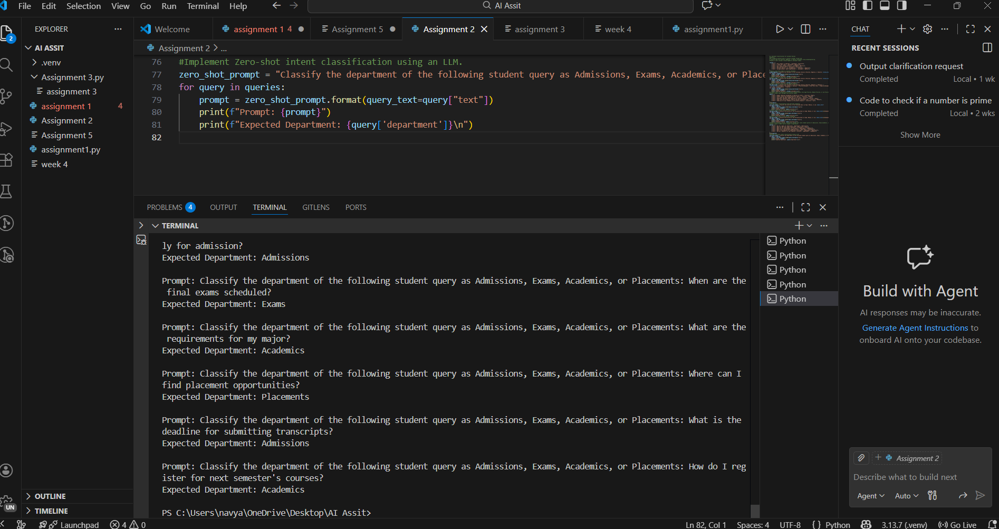 File Edit Selection View Go Run Terminal Help
AI Assit
EXPLORER
AI ASSIT
.venv
Assignment 3.py
assignment 3
assignment 1 4
Assignment 2
Assignment 5
assignment1.py
week 4
OUTLINE
TIMELINE
2
UN
Welcome
assignment 1 4
Assignment 5
Assignment 2
assignment 3
week 4
assignment1.py
Assignment 2 > ...
76 #Implement Zero-shot intent classification using an LLM.
77 zero_shot_prompt = "Classify the department of the following student query as Admissions, Exams, Academics, or Place
78 for query in queries:
79 prompt = zero_shot_prompt.format(query_text=query["text"])
80 print(f"Prompt: {prompt}")
81 print(f"Expected Department: {query['department']}\n")
82
PROBLEMS 4 OUTPUT TERMINAL GITLENS PORTS
TERMINAL
ly for admission?
Expected Department: Admissions
Prompt: Classify the department of the following student query as Admissions, Exams, Academics, or Placements: When are the
final exams scheduled?
Expected Department: Exams
Prompt: Classify the department of the following student query as Admissions, Exams, Academics, or Placements: What are the
requirements for my major?
Expected Department: Academics
Prompt: Classify the department of the following student query as Admissions, Exams, Academics, or Placements: Where can I
find placement opportunities?
Expected Department: Placements
Prompt: Classify the department of the following student query as Admissions, Exams, Academics, or Placements: What is the
deadline for submitting transcripts?
Expected Department: Admissions
Prompt: Classify the department of the following student query as Admissions, Exams, Academics, or Placements: How do I reg
ister for next semester's courses?
Expected Department: Academics
PS C:\Users\navya\OneDrive\Desktop\AI Assit>
Python
Python
Python
Python
Python
CHAT
RECENT SESSIONS
Output clarification request
Completed Local • 1 wk
Code to check if a number is prime
Completed Local • 2 wks
Show More
Build with Agent
AI responses may be inaccurate.
Generate Agent Instructions to
onboard AI onto your codebase.
Assignment 2
Describe what to build next
Agent Auto
Launchpad 4 0
Ln 82, Col 1 Spaces: 4 UTF-8 {} Python 3.13.7 (.venv) Go Live